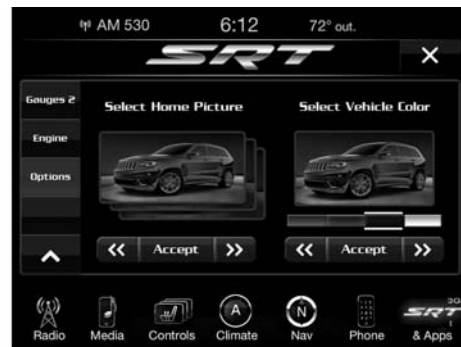 AM 530 6:12 72° out.
SRT
X
Gauges 2
Select Home Picture Select Vehicle Color
Engine
Options
<< Accept >> << Accept >>
A N 3G
SRT
Radio Media Controls Climate Nav Phone & Apps